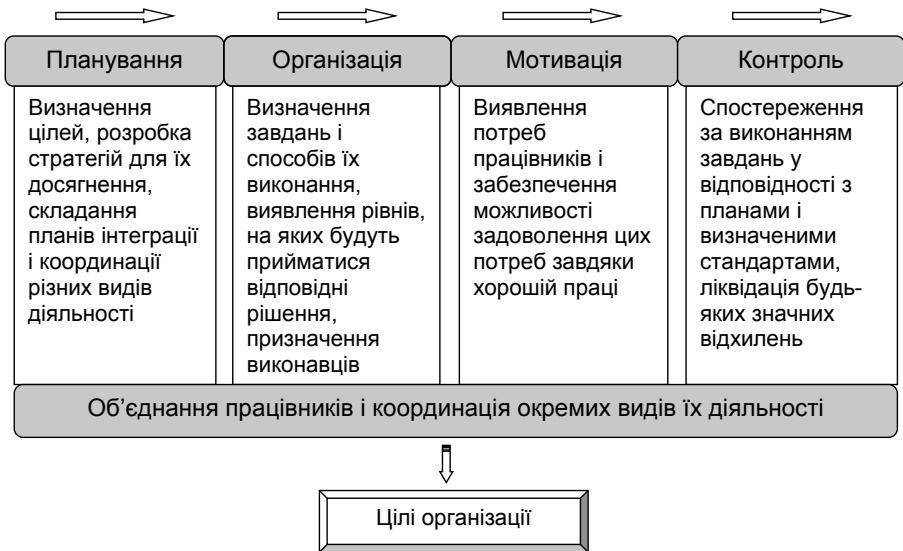 Планування
Визначення
цілей, розробка
стратегій для їх
досягнення,
складання
планів інтеграції
і координації
різних видів
діяльності
Організація
Визначення
завдань і
способів їх
виконання,
виявлення рівнів,
на яких будуть
прийматися
відповідні
рішення,
призначення
виконавців
Мотивація
Виявлення
потреб
працівників і
забезпечення
можливості
задоволення цих
потреб завдяки
хорошій праці
Контроль
Спостереження
за виконанням
завдань у
відповідності з
планами і
визначеними
стандартами,
ліквідація будь-
яких значних
відхилень
Об’єднання працівників і координація окремих видів їх діяльності
Цілі організації